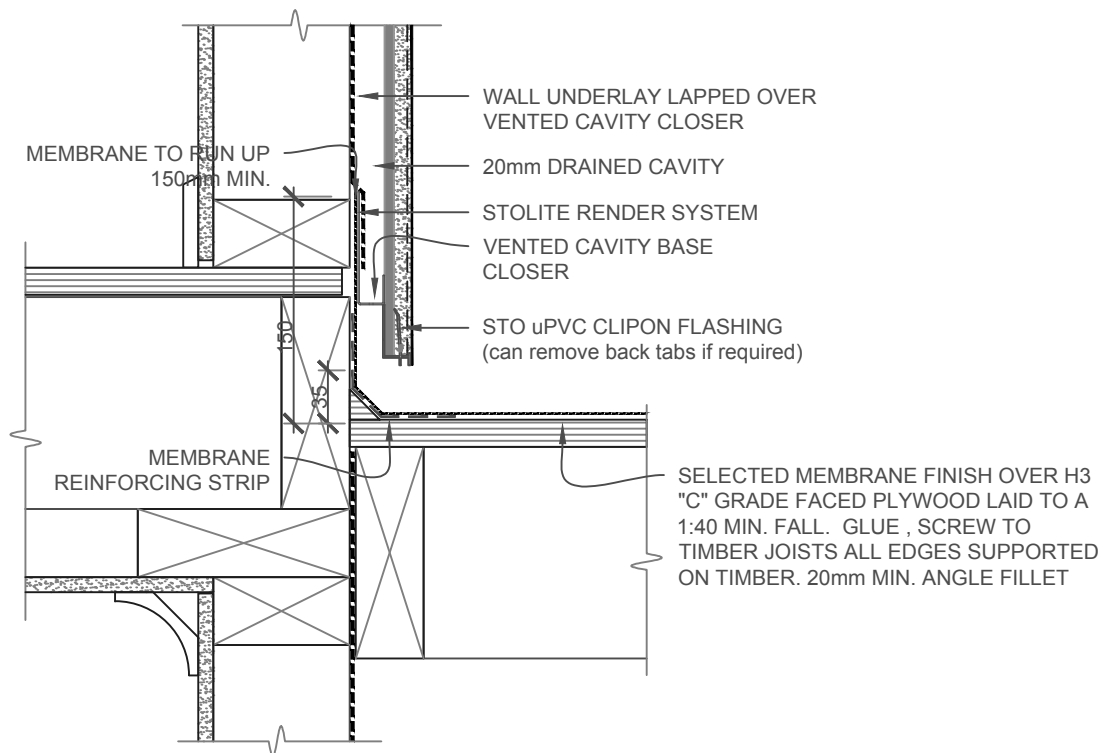 WALL UNDERLAY LAPPED OVER
VENTED CAVITY CLOSER
MEMBRANE TO RUN UP
150mm MIN.
20mm DRAINED CAVITY
STOLITE RENDER SYSTEM
VENTED CAVITY BASE
CLOSER
STO uPVC CLIPON FLASHING
(can remove back tabs if required)
150
35
MEMBRANE
REINFORCING STRIP
SELECTED MEMBRANE FINISH OVER H3
"C" GRADE FACED PLYWOOD LAID TO A
1:40 MIN. FALL. GLUE , SCREW TO
TIMBER JOISTS ALL EDGES SUPPORTED
ON TIMBER. 20mm MIN. ANGLE FILLET